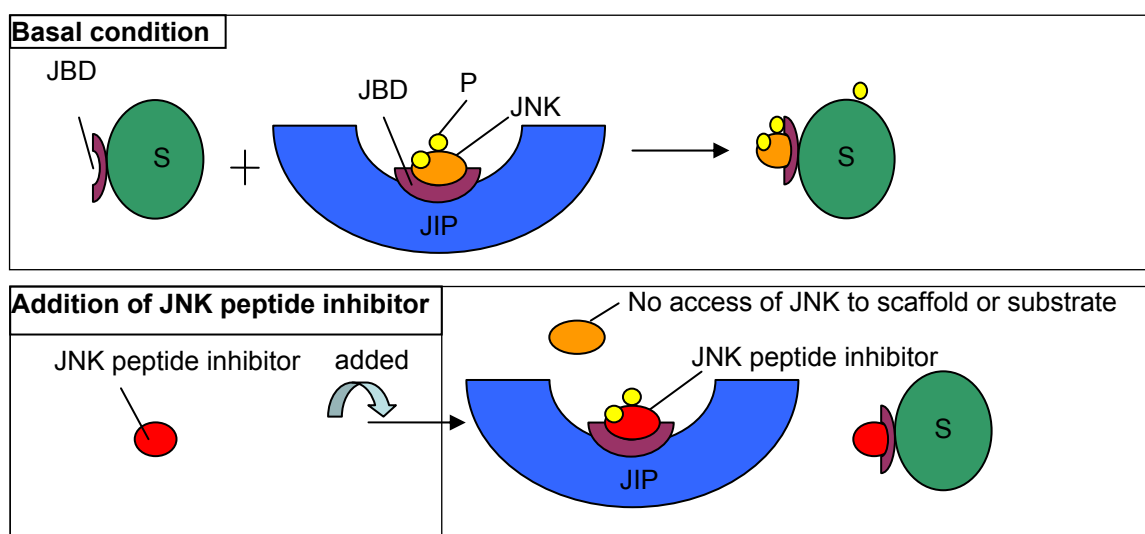 Basal condition
JBD
S
+
JBD
P
JNK
JIP
S
Addition of JNK peptide inhibitor
JNK peptide inhibitor
added
No access of JNK to scaffold or substrate
JNK peptide inhibitor
JIP
S